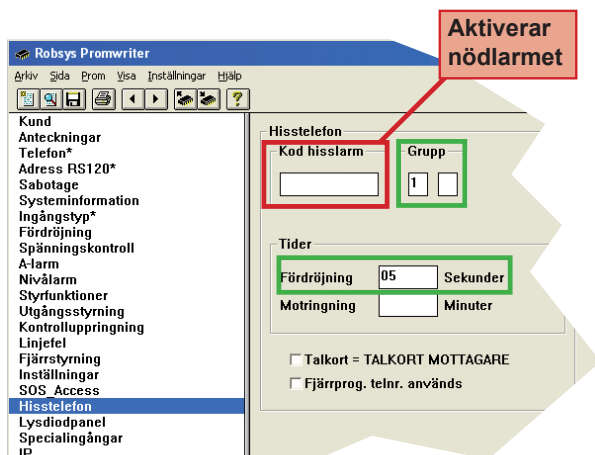 Aktiverar
nödlarmet
Robsys Promwriter
Arkiv Sida Prom Visa Inställningar Hjälp
?
Kund
Anteckningar
Telefon*
Adress RS120*
Sabotage
Systeminformation
Ingångstyp*
Fördröjning
Spänningskontroll
A-larm
Nivålarm
Styrfunktioner
Utgångsstyrning
Kontrolluppringning
Linjefel
Fjärrstyrning
Inställningar
SOS_Access
Hisstelefon
Lysdiodpanel
Specialingångar
IP
Hisstelefon
Kod hisslarm
Grupp
1
Tider
Fördröjning 05 Sekunder
Motringning Minuter
Talkort = TALKORT MOTTAGARE
Fjärrprog. telnr. används